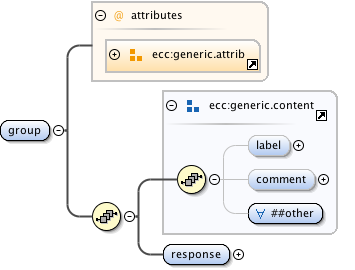 @ attributes
ecc:generic.attrib
group
ecc:generic.content
label
comment
##other
response